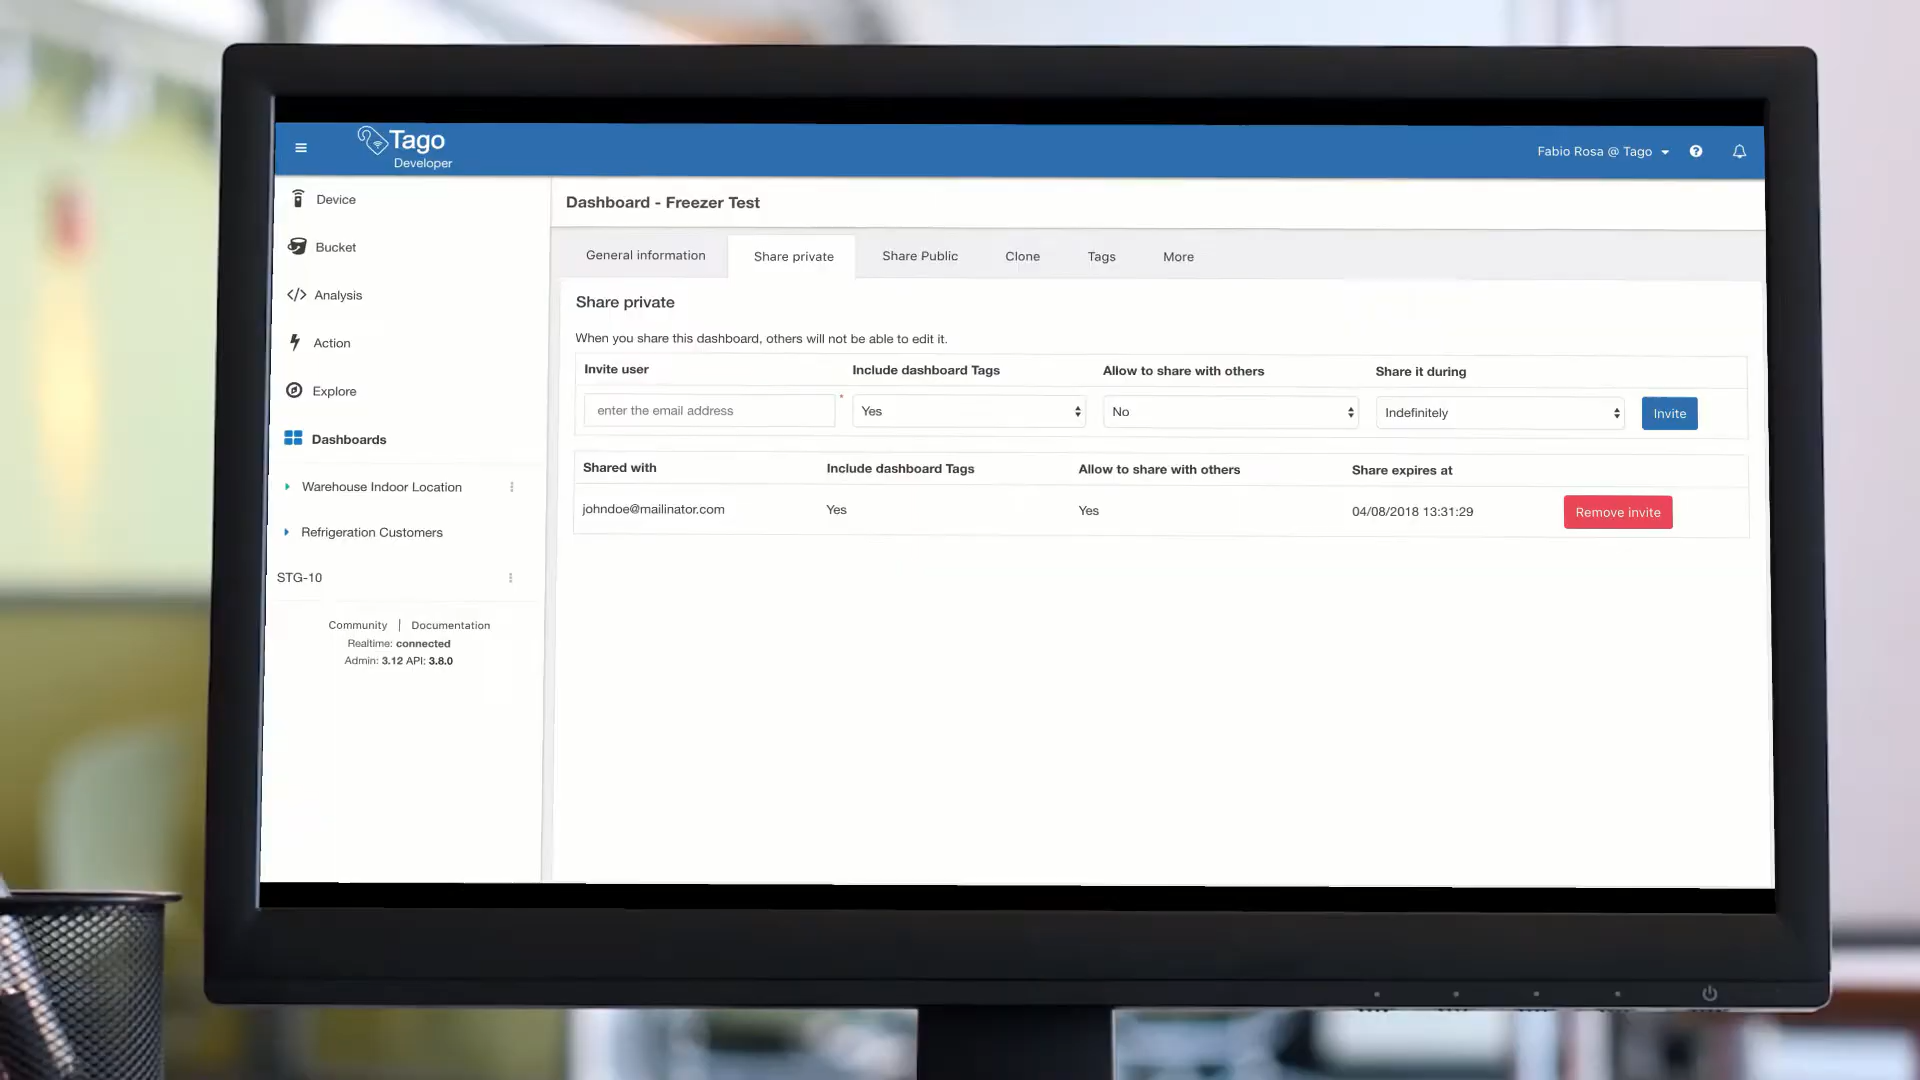 Tago
Developer
Fabio Rosa @ Tago
Device
Bucket
Analysis
Action
Explore
Dashboards
Warehouse Indoor Location
Refrigeration Customers
STG-10
Community | Documentation
Realtime: connected
Admin: 3.12 API: 3.8.0
Dashboard - Freezer Test
General information Share private Share Public Clone Tags More
Share private
When you share this dashboard, others will not be able to edit it.
Invite user Include dashboard Tags Allow to share with others Share it during
enter the email address * Yes No Indefinitely Invite
Shared with Include dashboard Tags Allow to share with others Share expires at
johndoe@mailinator.com Yes Yes 04/08/2018 13:31:29 Remove invite